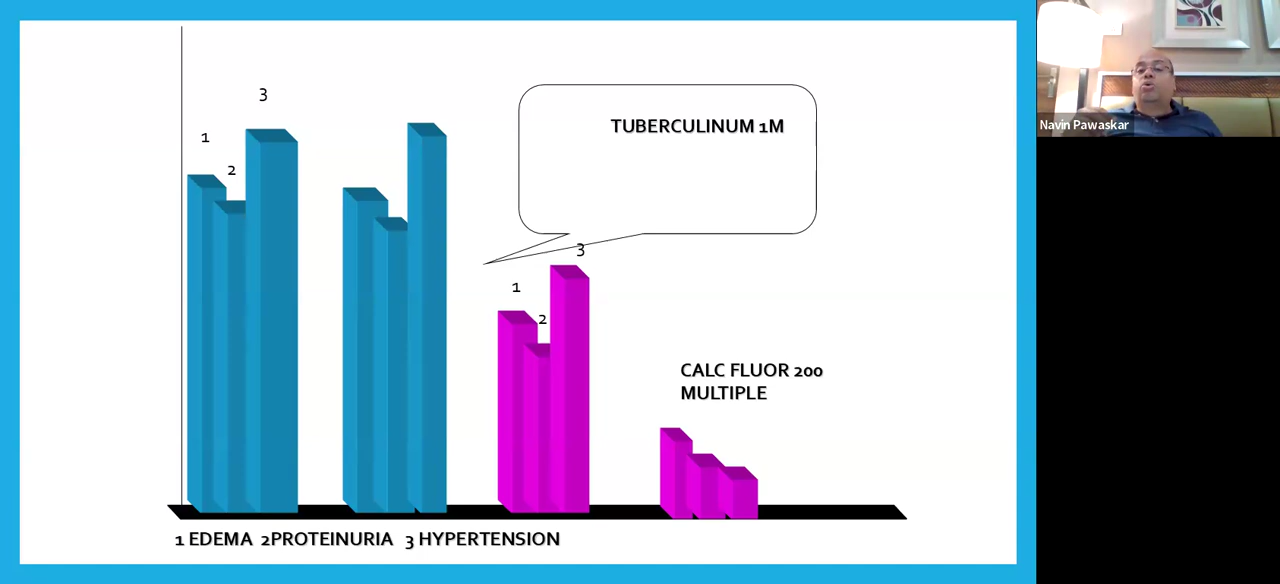 3
1
2
TUBERCULINUM 1M
3
1
2
CALC FLUOR 200
MULTIPLE
1 EDEMA 2PROTEINURIA 3 HYPERTENSION
Navin Pawaskar